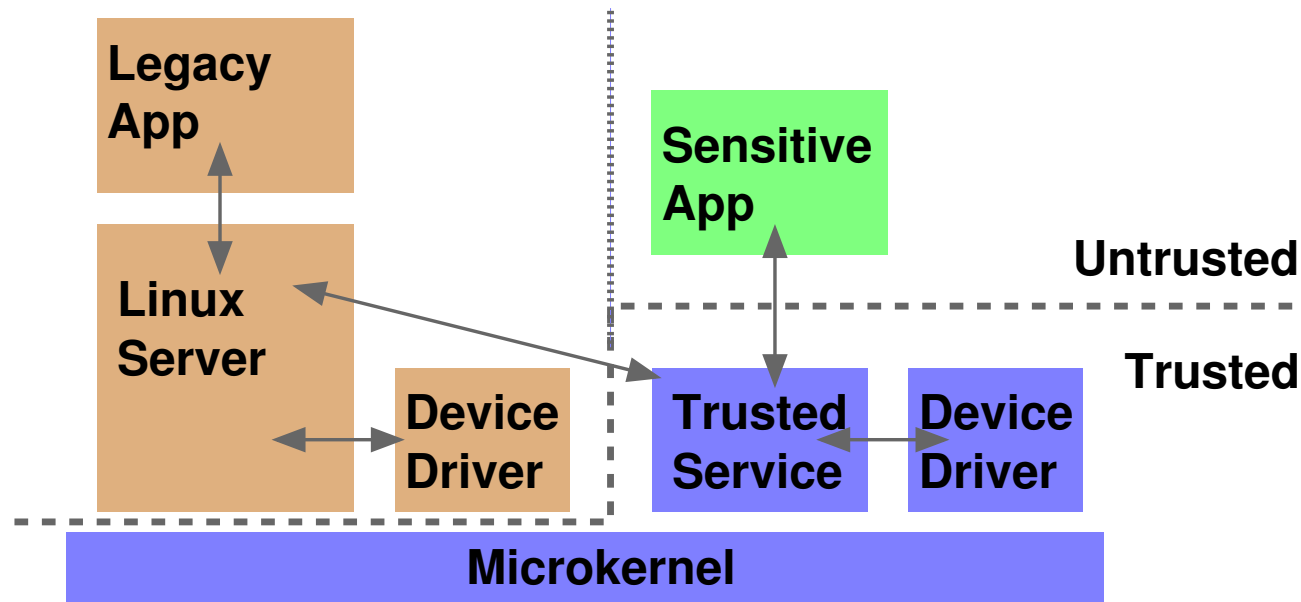 Legacy
App
Sensitive
App
Untrusted
Linux
Server
Trusted
Device
Driver
Trusted
Service
Device
Driver
Microkernel